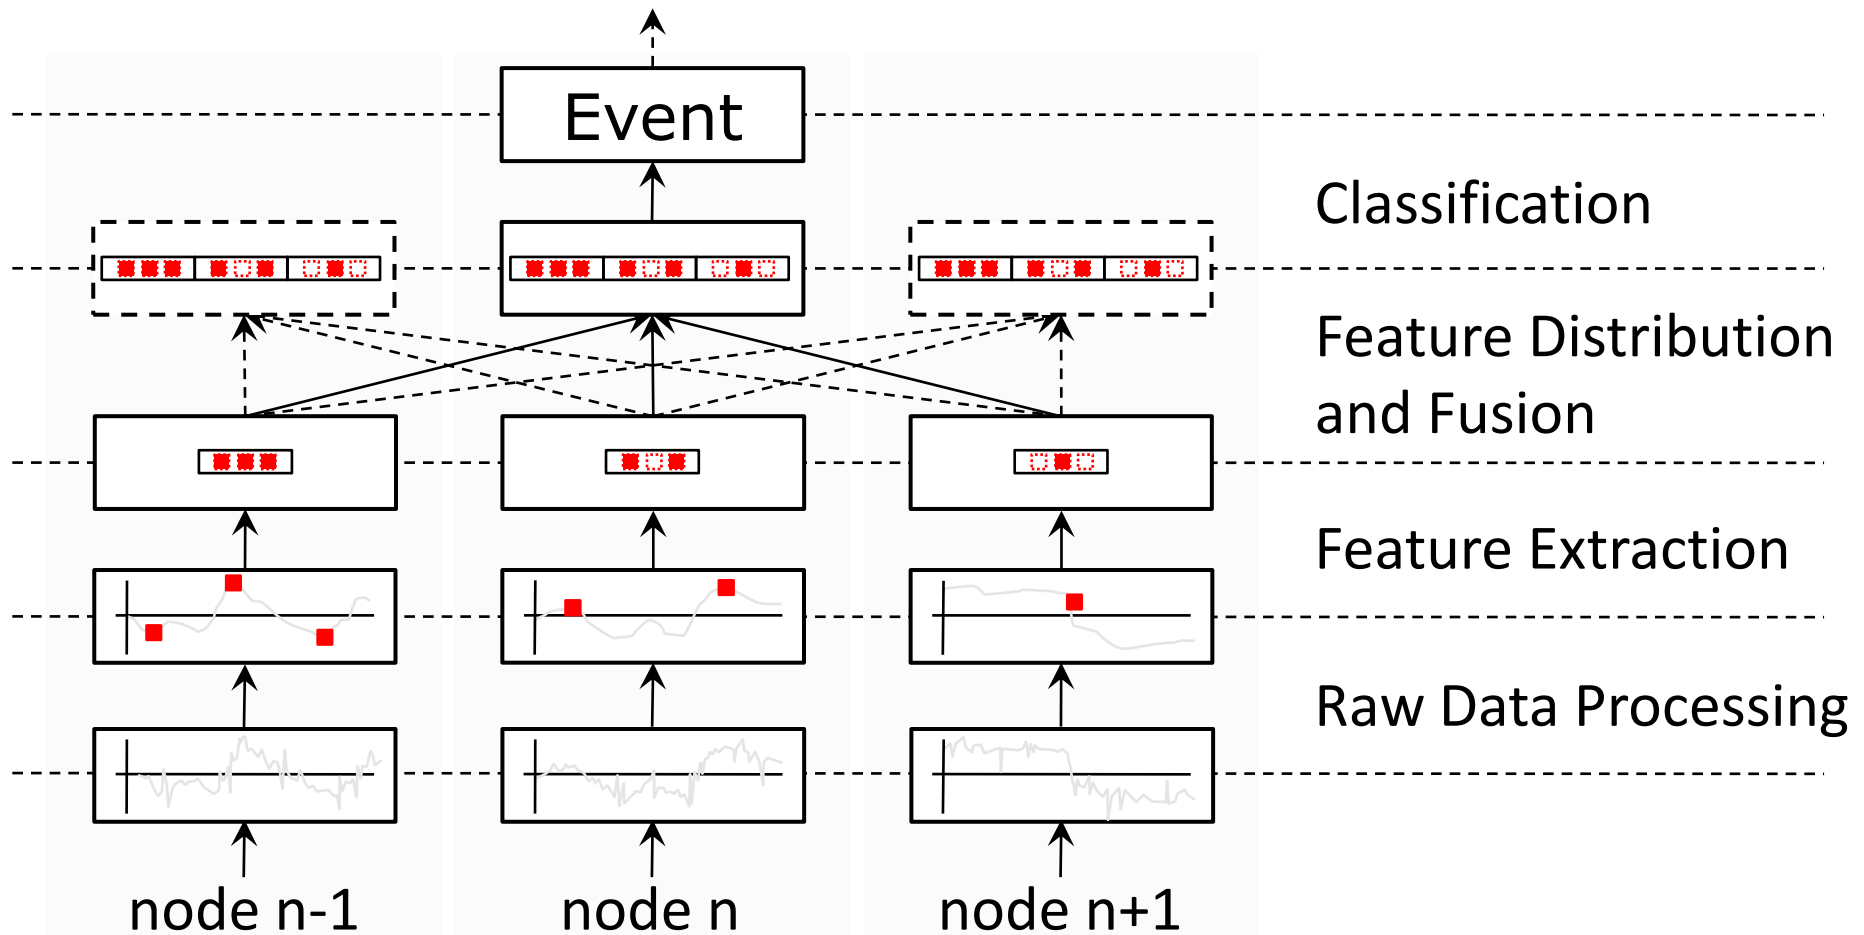 Event
Classification
Feature Distribution
and Fusion
Feature Extraction
Raw Data Processing
node n-1
node n
node n+1